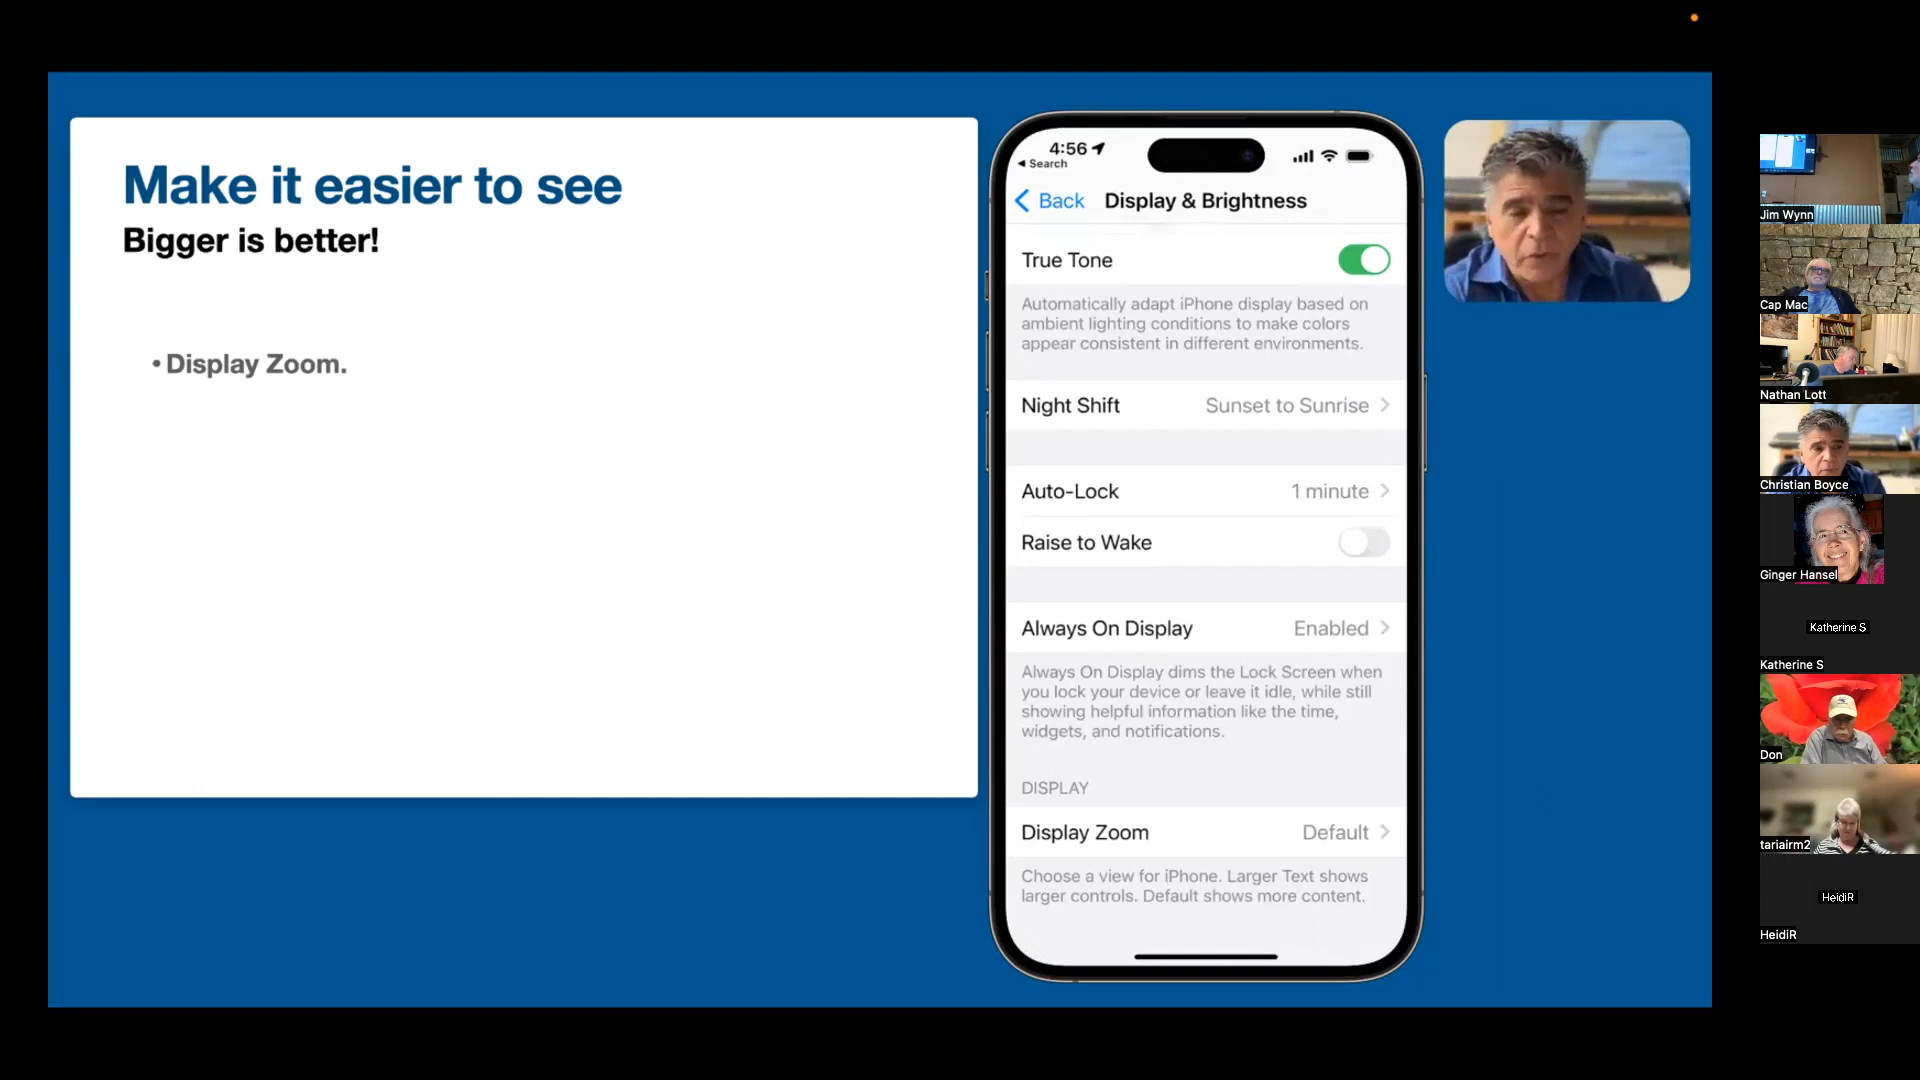 Make it easier to see
Bigger is better!
• Display Zoom.
4:56
◀ Search
Back
Display & Brightness
True Tone
Automatically adapt iPhone display based on
ambient lighting conditions to make colors
appear consistent in different environments.
Night Shift Sunset to Sunrise
Auto-Lock 1 minute
Raise to Wake
Always On Display Enabled
Always On Display dims the Lock Screen when
you lock your device or leave it idle, while still
showing helpful information like the time,
widgets, and notifications.
DISPLAY
Display Zoom Default
Choose a view for iPhone. Larger Text shows
larger controls. Default shows more content.
Jim Wynn
Cap Mac
Nathan Lott
Christian Boyce
Ginger Hansel
Katherine S
Katherine S
Don
tariairm2
HeidiR
HeidiR